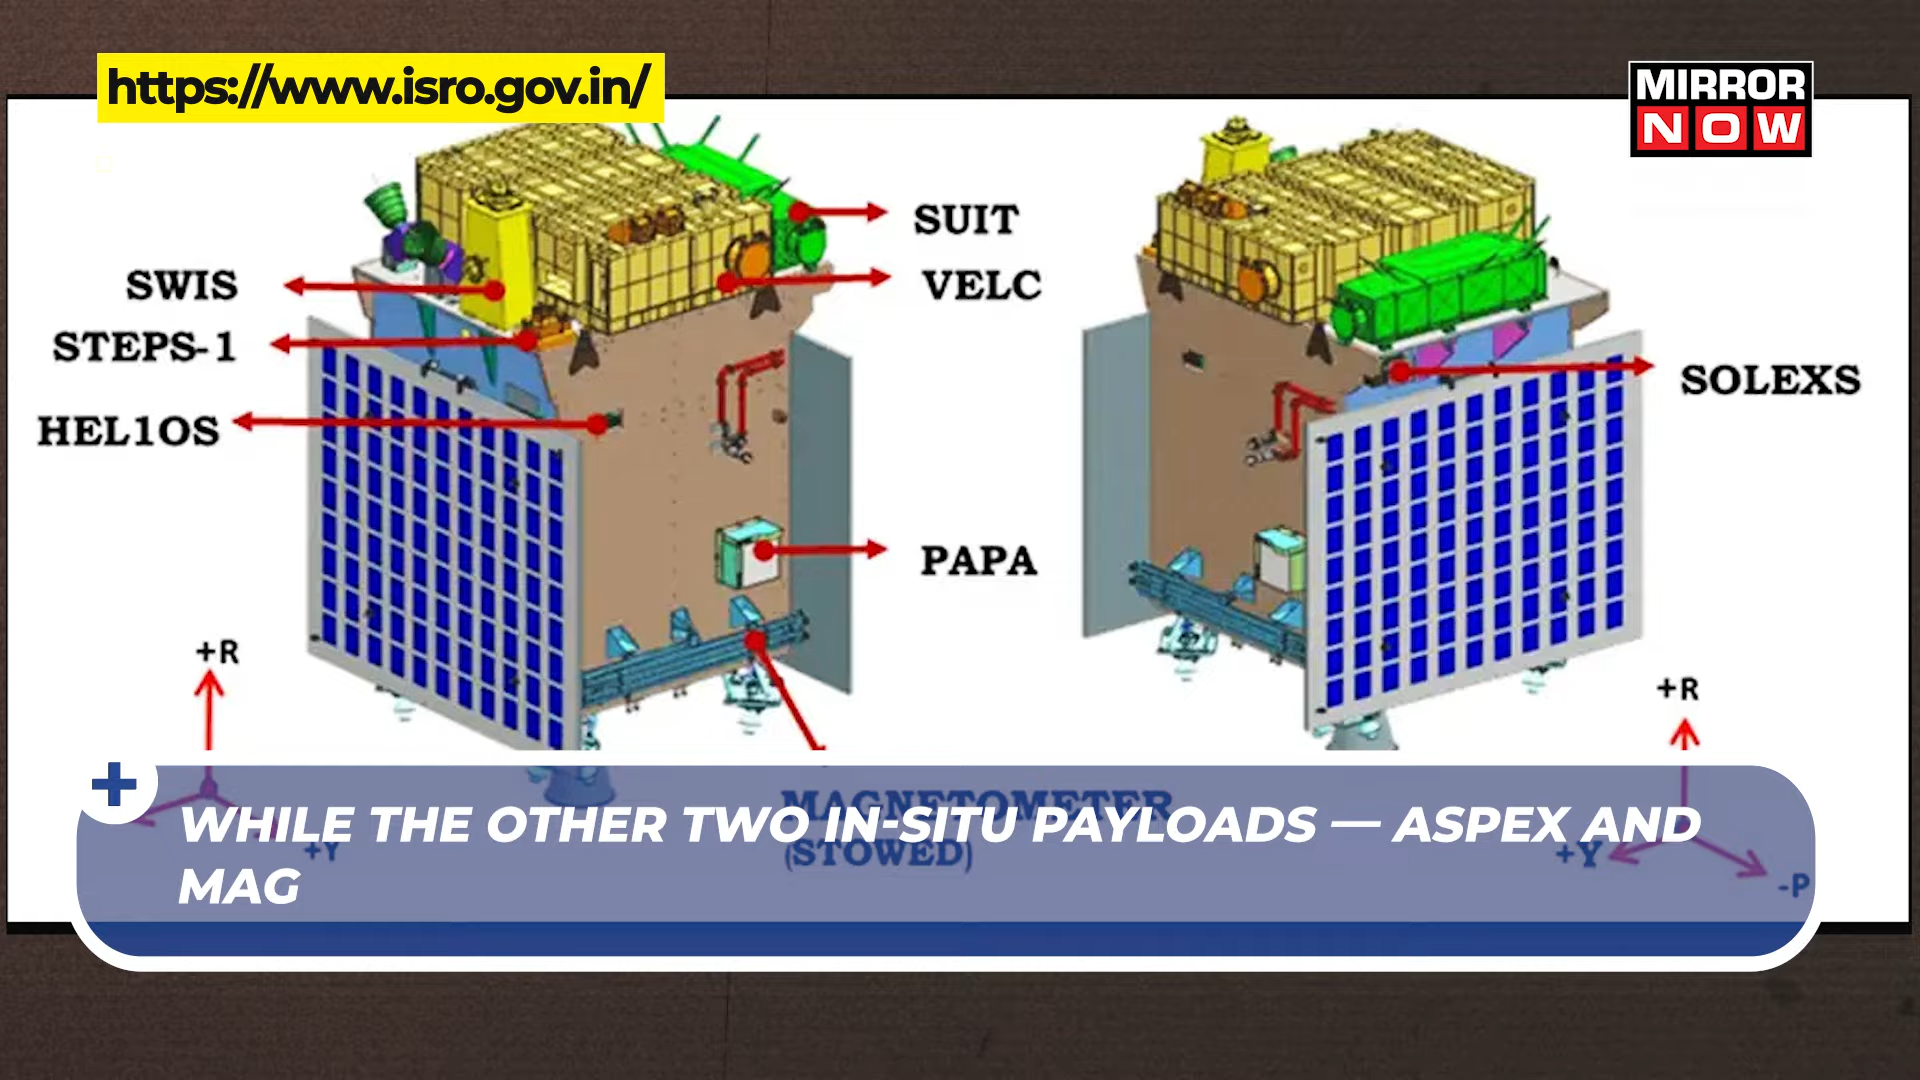 https://www.isro.gov.in/
MIRROR
NOW
SUIT
VELC
SWIS
STEPS-1
HEL1OS
SOLEXS
PAPA
+R
+R
MAGNETOMETER
(STOWED)
+Y
+Y
-P
WHILE THE OTHER TWO IN-SITU PAYLOADS — ASPEX AND
MAG